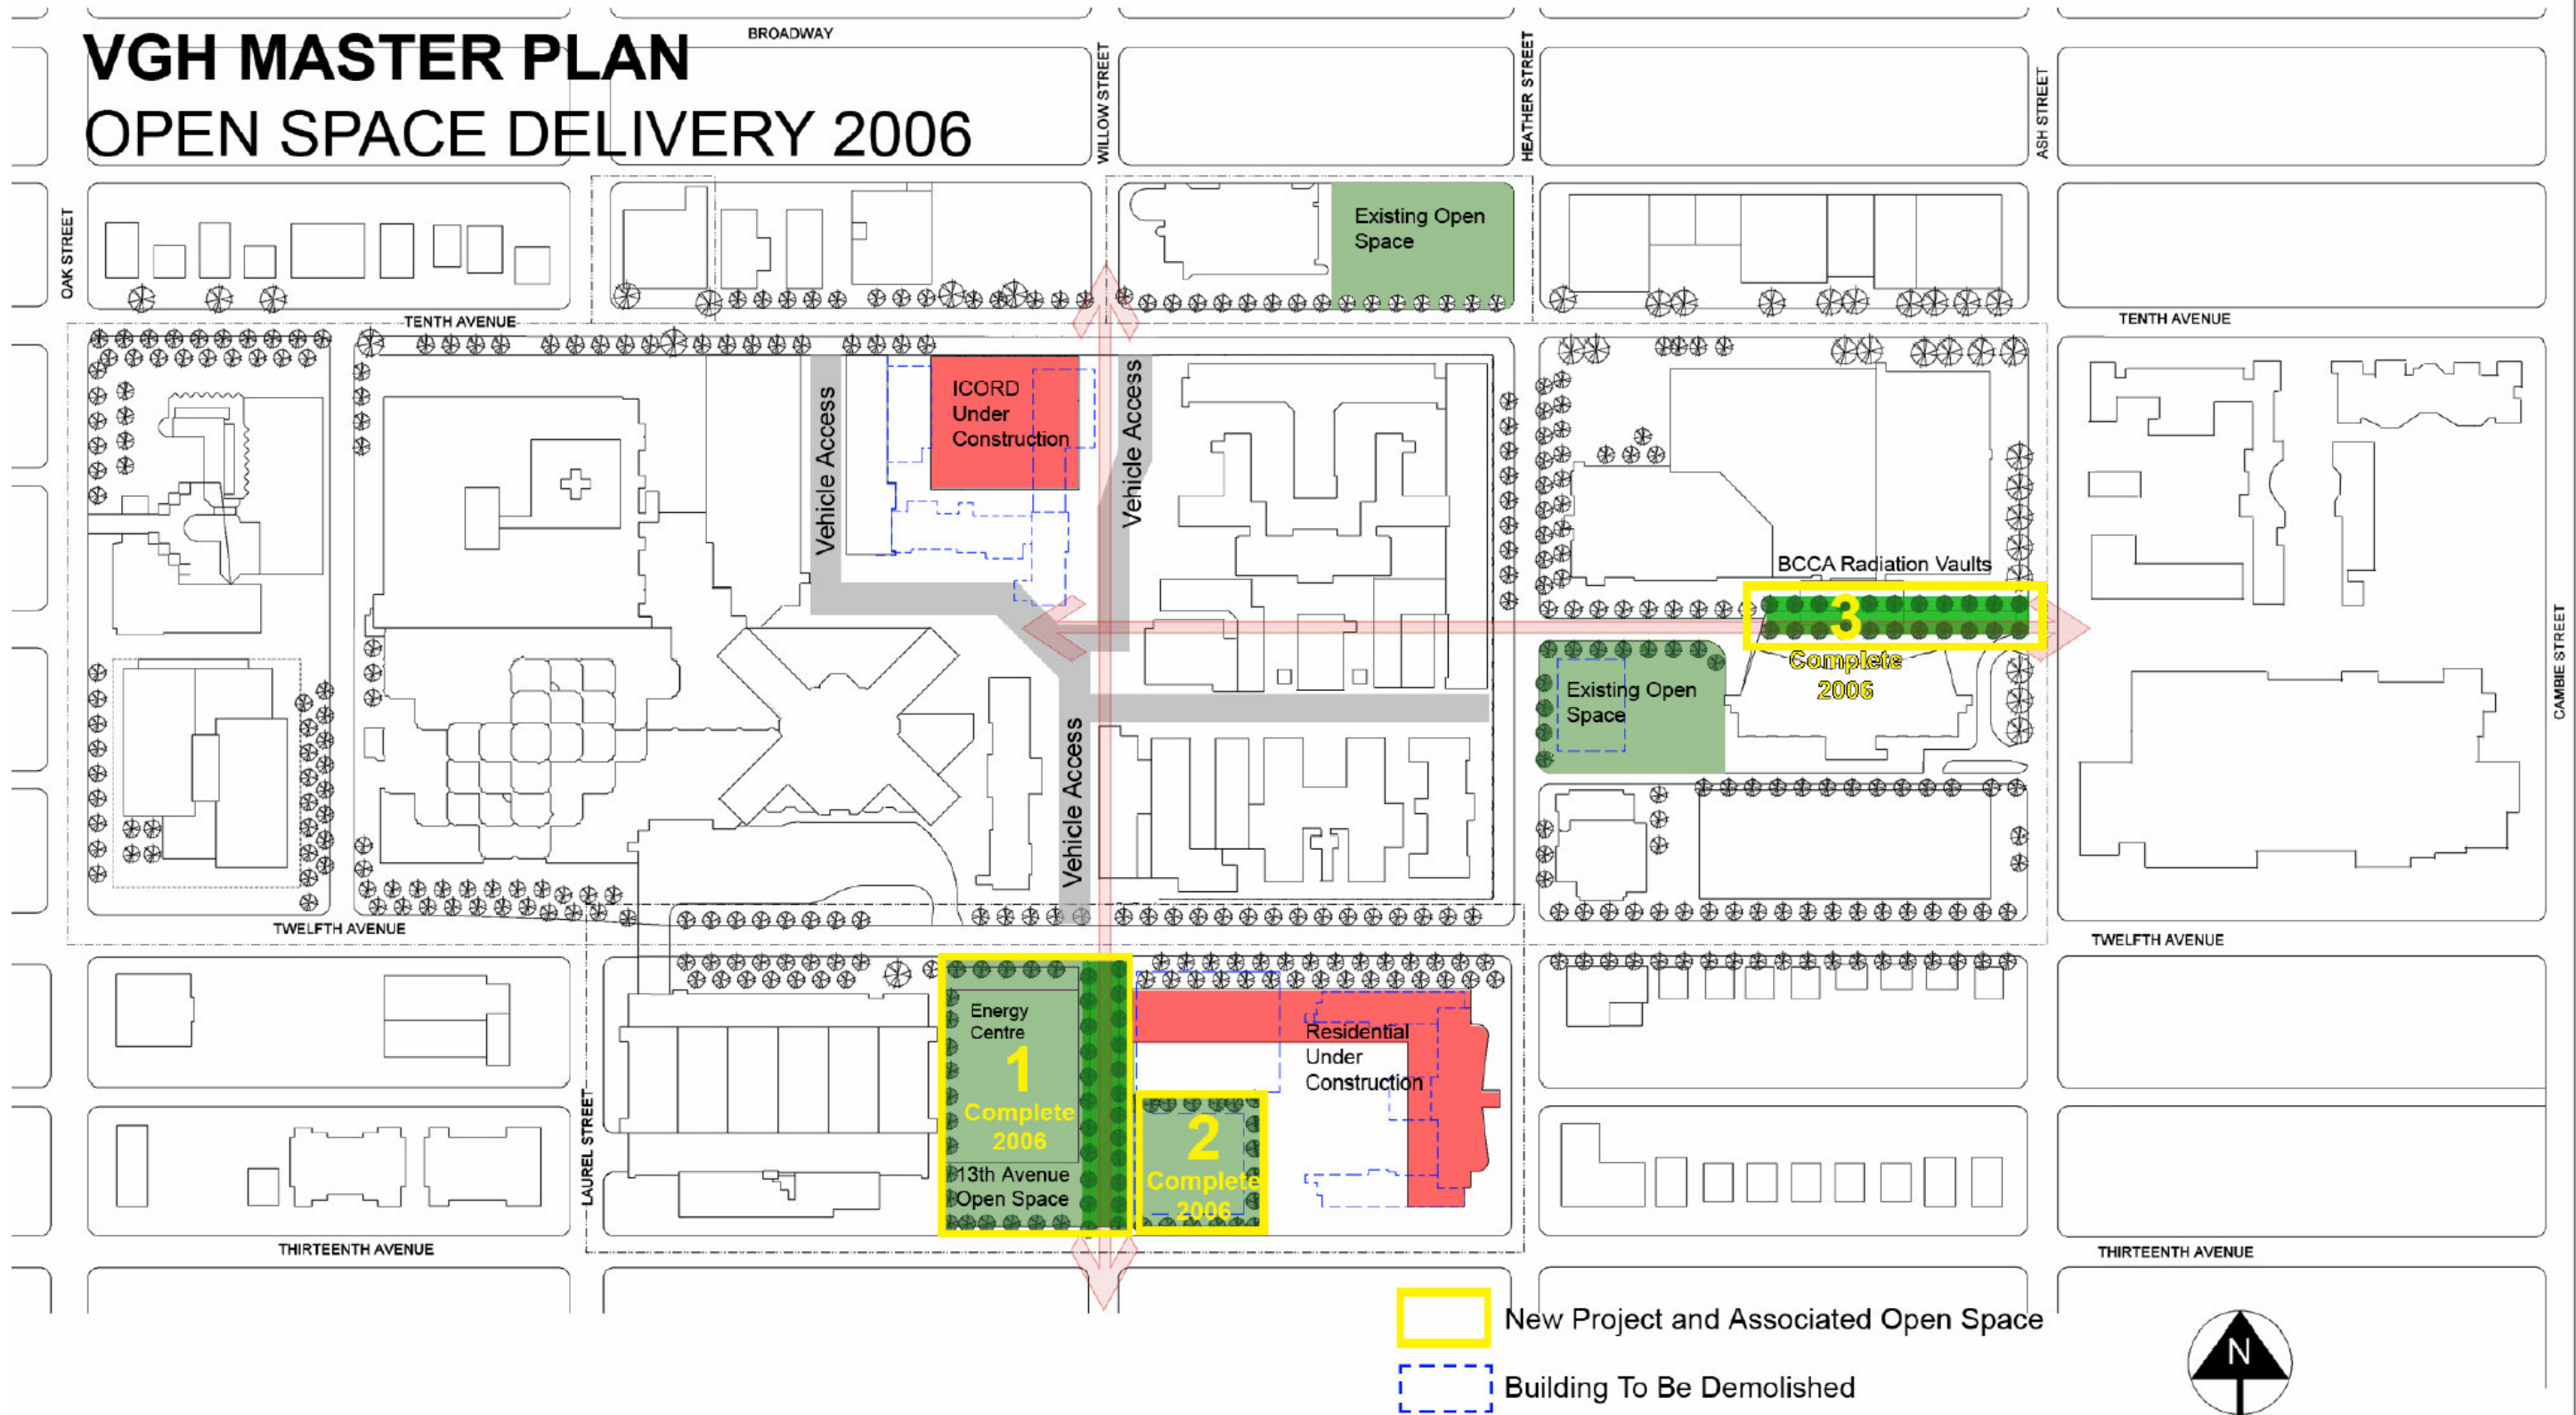 BROADWAY
VGH MASTER PLAN
OPEN SPACE DELIVERY 2006
WILLOW STREET
HEATHER STREET
ASH STREET
OAK STREET
Existing Open
Space
TENTH AVENUE
TENTH AVENUE
Vehicle Access
ICORD
Under
Construction
Vehicle Access
BCCA Radiation Vaults
3
Complete
2006
CAMBIE STREET
Existing Open
Space
Vehicle Access
TWELFTH AVENUE
TWELFTH AVENUE
LAUREL STREET
Energy
Centre
1
Complete
2006
13th Avenue
Open Space
2
Complete
2006
Residential
Under
Construction
THIRTEENTH AVENUE
THIRTEENTH AVENUE
New Project and Associated Open Space
Building To Be Demolished
N